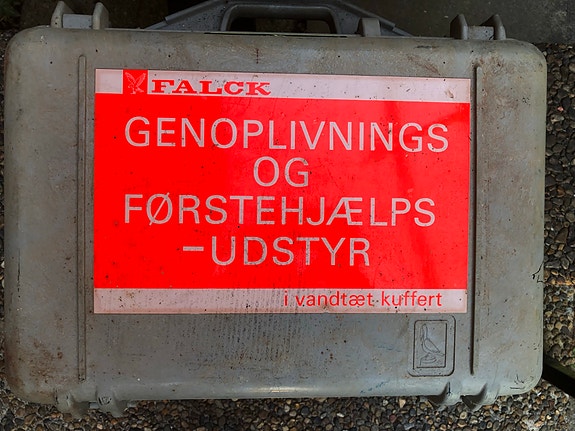 FALCK
GENOPLIVNINGS
OG
FØRSTEHJÆLPS
-UDSTYR
i vandtæt kuffert